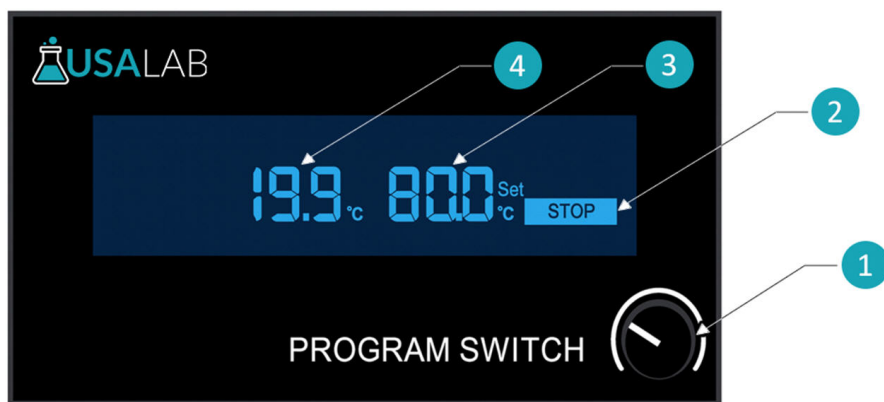 USALAB
4
3
2
19.9 °C 80.0 °C Set
STOP
1
PROGRAM SWITCH